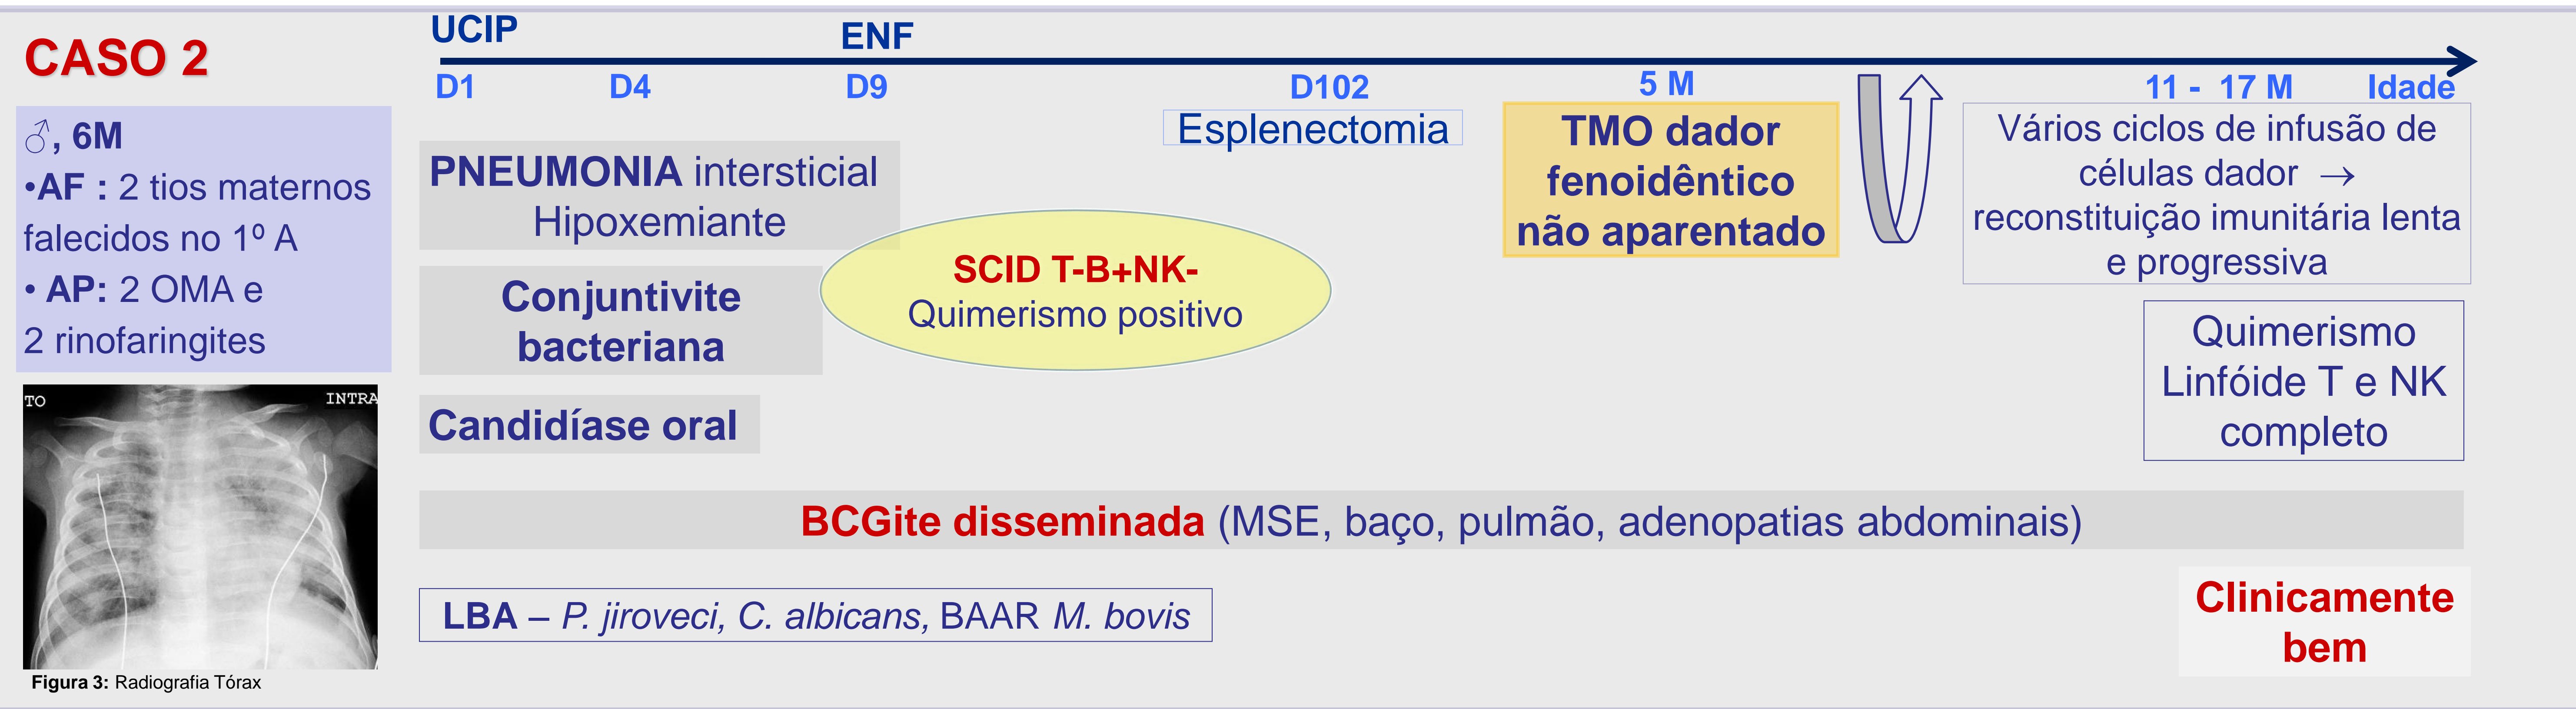 CASO 2
UCIP
ENF
D1
D4
D9
D102
5 M
11 - 17 M
Idade
♂, 6M
•AF : 2 tios maternos
falecidos no 1º A
• AP: 2 OMA e
2 rinofaringites
TO
INTRA
Figura 3: Radiografia Tórax
PNEUMONIA intersticial
Hipoxemiante
Conjuntivite
bacteriana
Candidíase oral
SCID T-B+NK-
Quimerismo positivo
Esplenectomia
TMO dador
fenoidêntico
não aparentado
Vários ciclos de infusão de
células dador →
reconstituição imunitária lenta
e progressiva
Quimerismo
Linfóide T e NK
completo
BCGite disseminada (MSE, baço, pulmão, adenopatias abdominais)
LBA – P. jiroveci, C. albicans, BAAR M. bovis
Clinicamente
bem